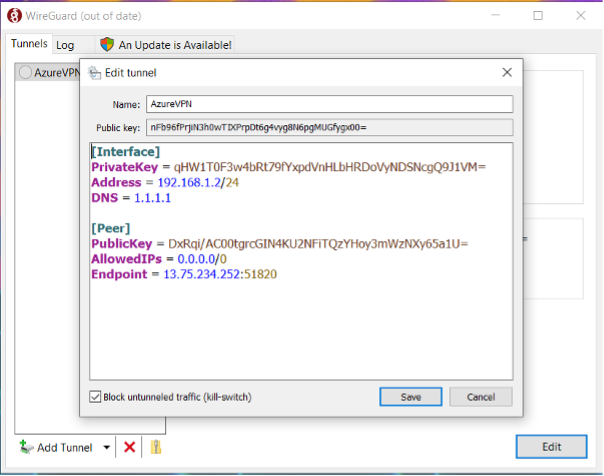 WireGuard (out of date)
Tunnels
Log
An Update is Available!
AzureVPN
Edit tunnel
Name: AzureVPN
Public key: nFb96fPrjiN3h0wTIXPrpDt6g4vyg8N6pgMUGfygx00=
[Interface]
PrivateKey = qHW1T0F3w4bRt79fYxpdVnHLbHRDoVyNDSNcgQ9J1VM=
Address = 192.168.1.2/24
DNS = 1.1.1.1
[Peer]
PublicKey = DxRqi/AC00tgrcGIN4KU2NFiTQzYHoy3mWzNXy65a1U=
AllowedIPs = 0.0.0.0/0
Endpoint = 13.75.234.252:51820
Block untunneled traffic (kill-switch)
Save
Cancel
Add Tunnel
Edit